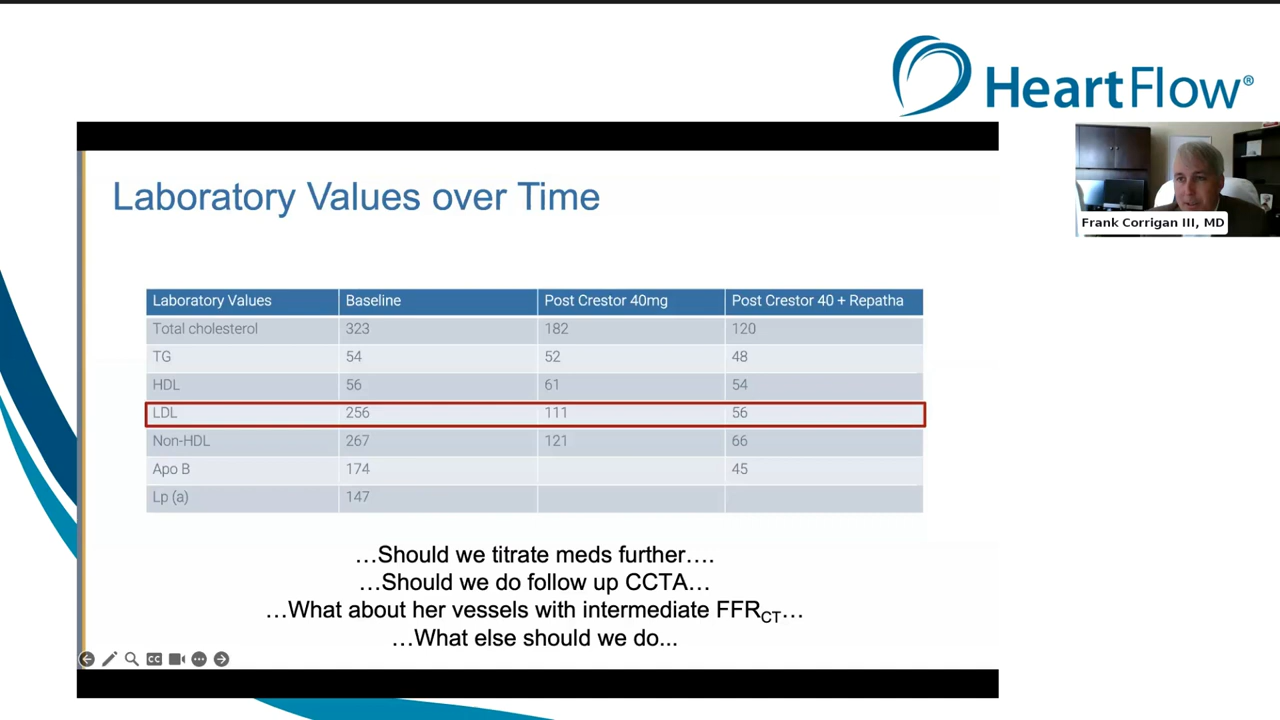 HeartFlow®
Laboratory Values over Time
Frank Corrigan III, MD
Laboratory Values Baseline Post Crestor 40mg Post Crestor 40 + Repatha
Total cholesterol 323 182 120
TG 54 52 48
HDL 56 61 54
LDL 256 111 56
Non-HDL 267 121 66
Apo B 174 45
Lp (a) 147
…Should we titrate meds further….
…Should we do follow up CCTA…
…What about her vessels with intermediate FFRCT…
…What else should we do...
CC